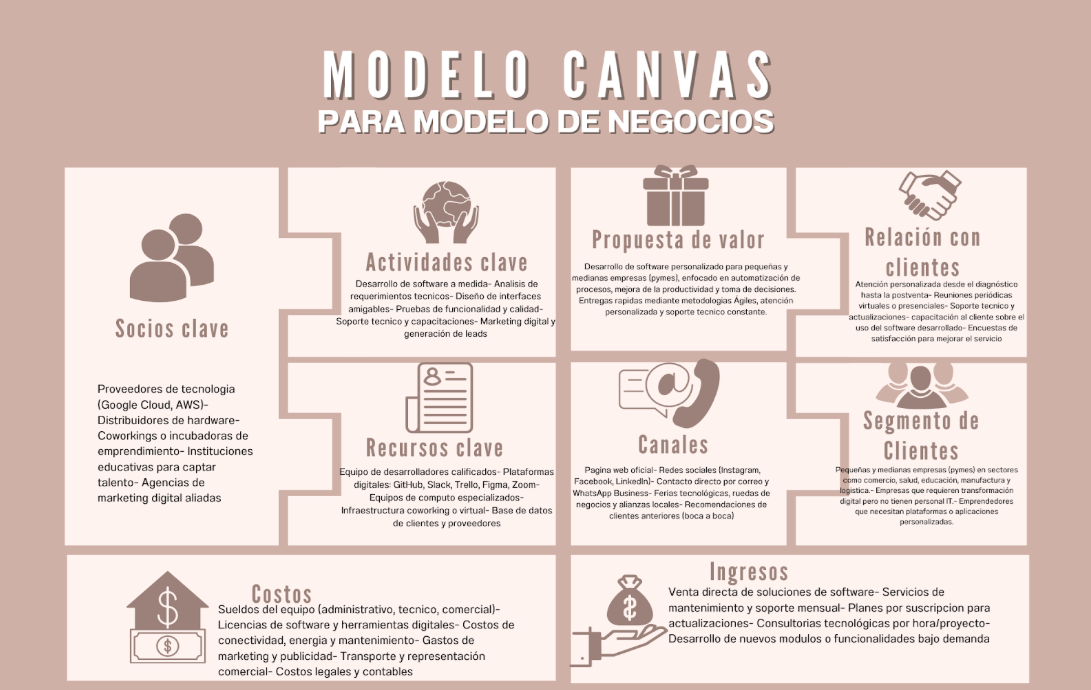 MODELO CANVAS
PARA MODELO DE NEGOCIOS
Socios clave
Proveedores de tecnologia
(Google Cloud, AWS)-
Distribuidores de hardware-
Coworkings o incubadoras de
emprendimiento- Instituciones
educativas para captar
talento- Agencias de
marketing digital aliadas
Actividades clave
Desarrollo de software a medida- Analisis de
requerimientos tecnicos- Diseño de interfaces
amigables- Pruebas de funcionalidad y calidad-
Soporte tecnico y capacitaciones- Marketing digital y
generación de leads
Recursos clave
Equipo de desarrolladores calificados- Plataformas
digitales: GitHub, Slack, Trello, Figma, Zoom-
Equipos de computo especializados-
Infraestructura coworking o virtual- Base de datos
de clientes y proveedores
Propuesta de valor
Desarrollo de software personalizado para pequeñas y
medianas empresas (pymes), enfocado en automatización de
procesos, mejora de la productividad y toma de decisiones.
Entregas rapidas mediante metodologias Ágiles, atención
personalizada y soporte tecnico constante.
Canales
Pagina web oficial- Redes sociales (Instagram,
Facebook, LinkedIn)- Contacto directo por correo y
WhatsApp Business- Ferias tecnológicas, ruedas de
negocios y alianzas locales- Recomendaciones de
clientes anteriores (boca a boca)
Relación con
clientes
Atención personalizada desde el diagnóstico
hasta la postventa- Reuniones periódicas
virtuales o presenciales- Soporte tecnico y
actualizaciones- capacitación al cliente sobre el
uso del software desarrollado- Encuestas de
satisfacción para mejorar el servicio
Segmento de
Clientes
Pequeñas y medianas empresas (pymes) en sectores
como comercio, salud, educación, manufactura y
logistica.- Empresas que requieren transformación
digital pero no tienen personal IT.- Emprendedores
que necesitan plataformas o aplicaciones
personalizadas.
Costos
Sueldos del equipo (administrativo, tecnico, comercial)-
Licencias de software y herramientas digitales- Costos de
conectividad, energia y mantenimiento- Gastos de
marketing y publicidad- Transporte y representación
comercial- Costos legales y contables
Ingresos
Venta directa de soluciones de software- Servicios de
mantenimiento y soporte mensual- Planes por suscripcion para
actualizaciones- Consultorias tecnológicas por hora/proyecto-
Desarrollo de nuevos modulos o funcionalidades bajo demanda